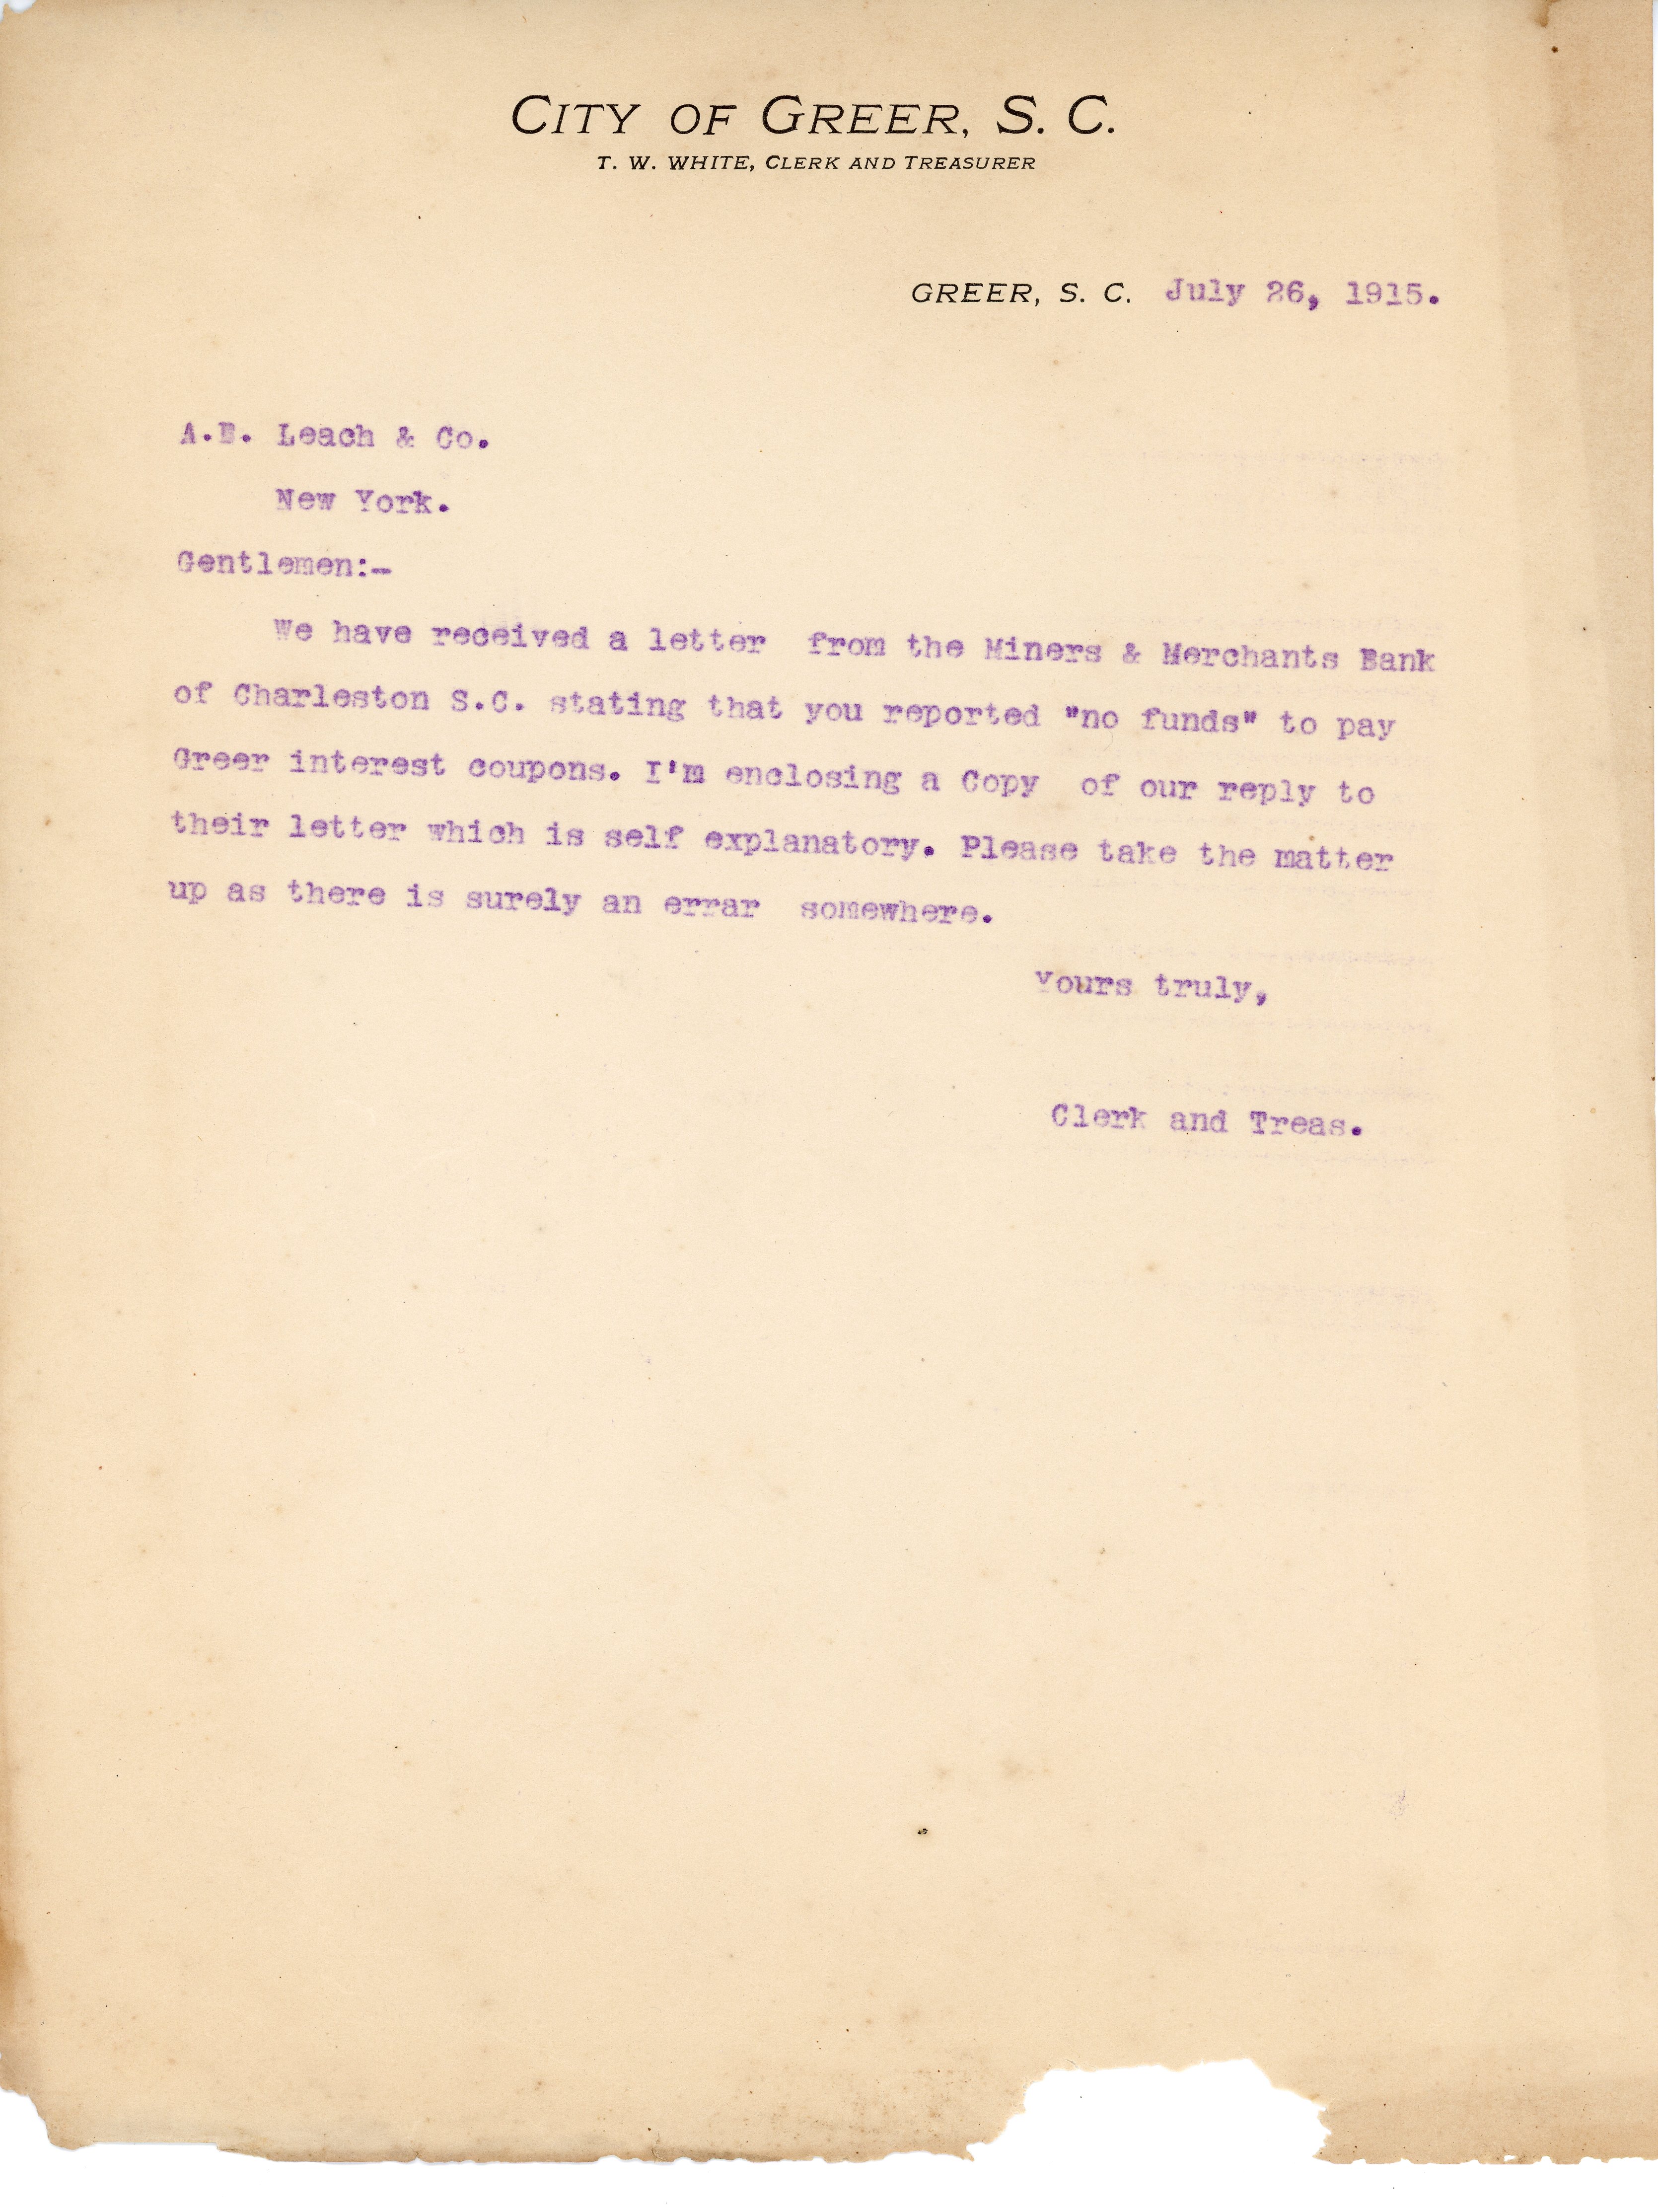 CITY OF GREER, S. C.
T. W. WHITE, CLERK AND TREASURER
GREER, S. C. July 26, 1915.
A.B. Leach & Co.
New York.
Gentlemen:-
We have received a letter from the Miners & Merchants Bank
of Charleston S.C. stating that you reported "no funds" to pay
Greer interest coupons. I'm enclosing a Copy of our reply to
their letter which is self explanatory. Please take the matter
up as there is surely an errar somewhere.
Yours truly,
Clerk and Treas.